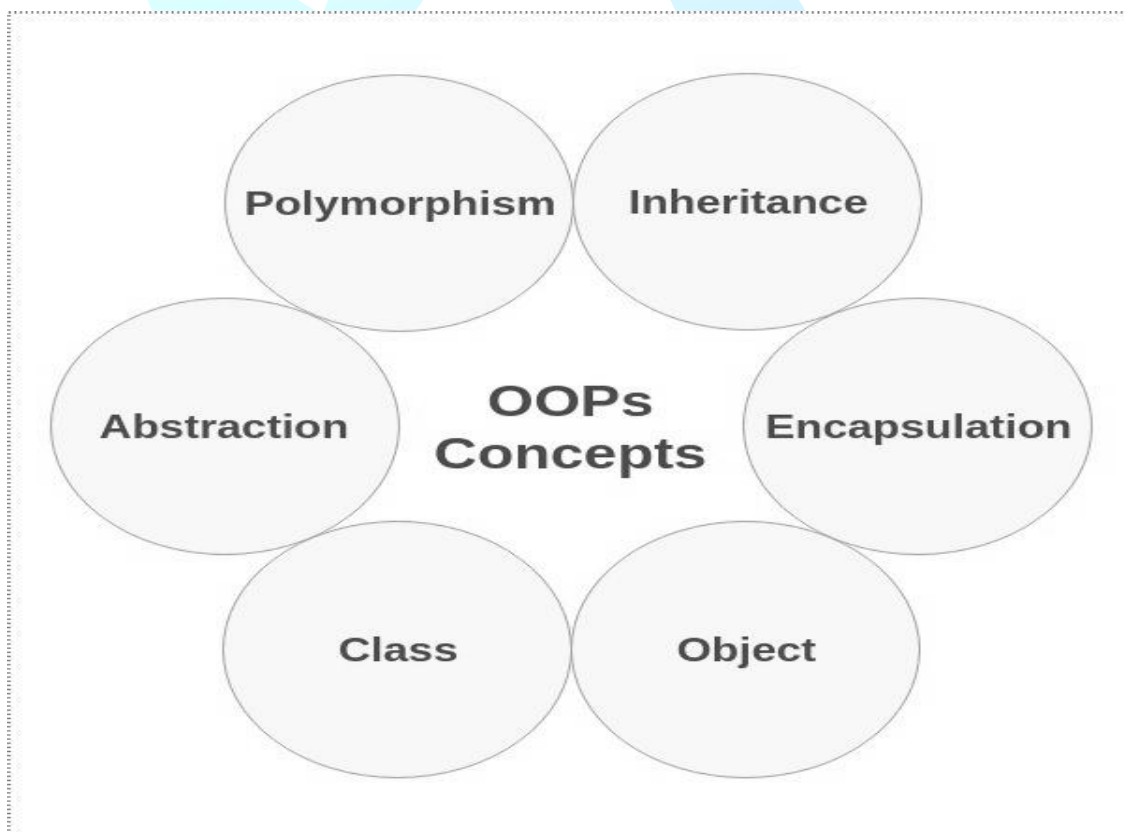 Polymorphism
Inheritance
Abstraction
OOPs
Concepts
Encapsulation
Class
Object